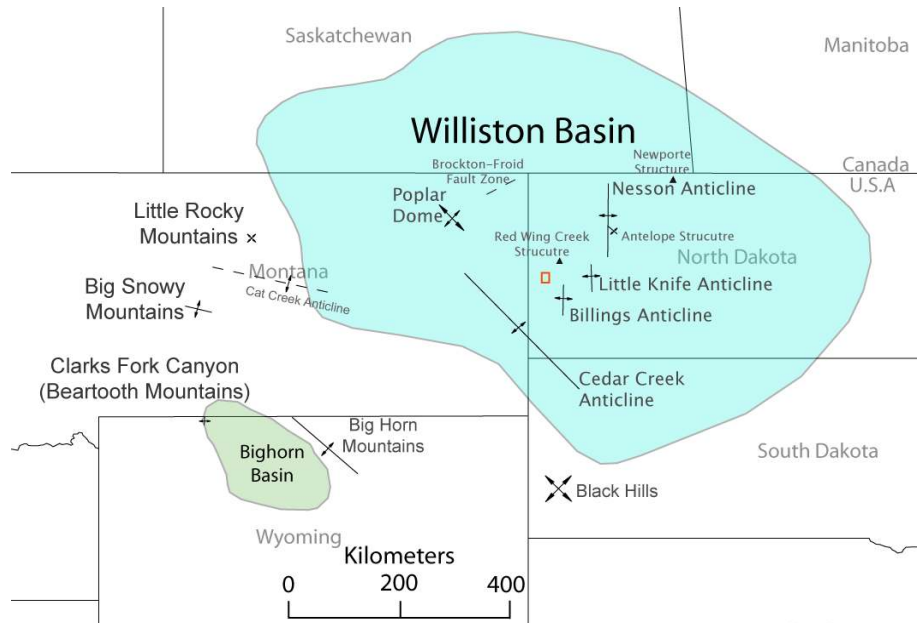 Saskatchewan
Manitoba
Williston Basin
Brockton-Froid
Fault Zone
Newporte
Structure
Canada
U.S.A
Poplar
Dome
Nesson Anticline
Little Rocky
Mountains
Red Wing Creek
Strucutre
Antelope Strucutre
North Dakota
Montana
Cat Creek Anticline
Little Knife Anticline
Big Snowy
Mountains
Billings Anticline
Clarks Fork Canyon
(Beartooth Mountains)
Cedar Creek
Anticline
Big Horn
Mountains
Bighorn
Basin
South Dakota
Black Hills
Wyoming
Kilometers
0 200 400